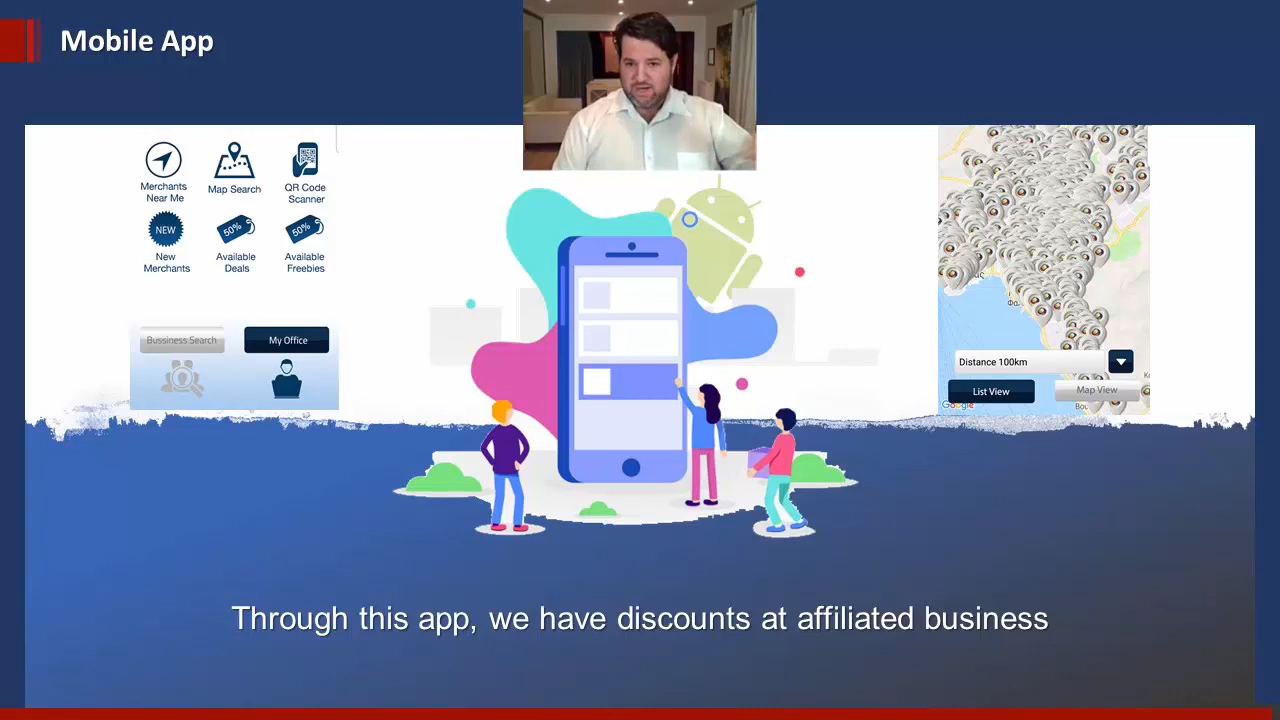 Mobile App
Merchants
Near Me
Map Search
QR Code
Scanner
NEW
50%
50%
New
Merchants
Available
Deals
Available
Freebies
Bussiness Search
My Office
Distance 100km
List View
Map View
Google
Through this app, we have discounts at affiliated business